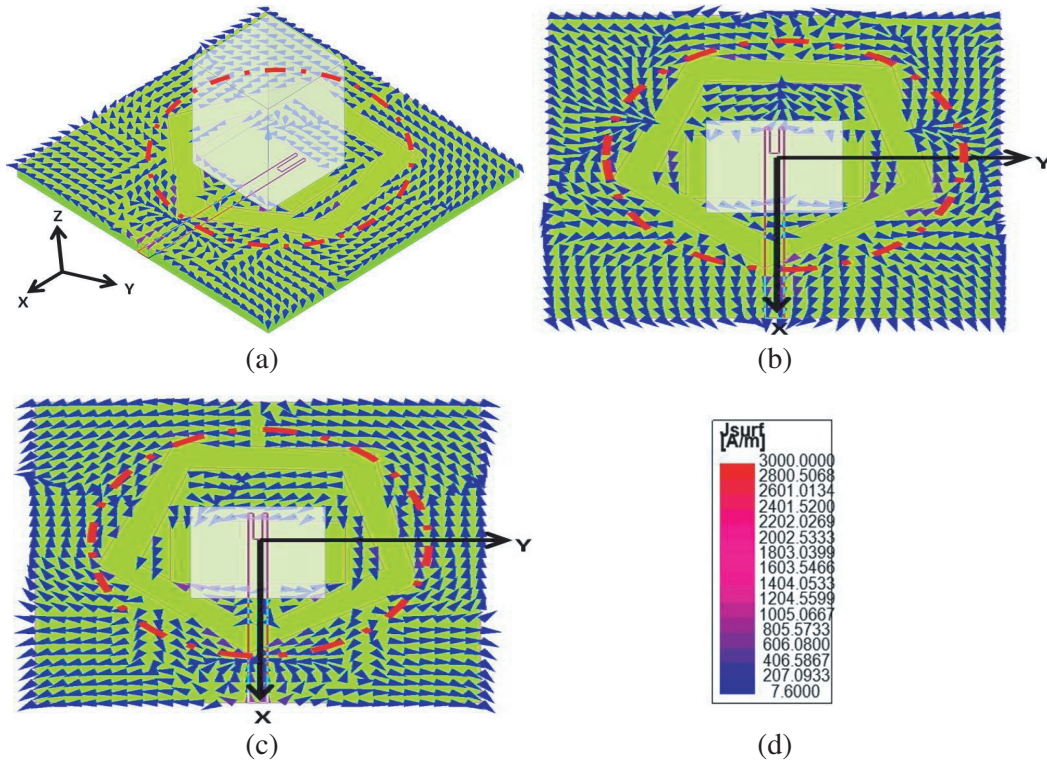 Z
X
Y
(a)
Y
X
(b)
Y
X
(c)
Jsurf
[A/m]
3000.0000
2800.5068
2601.0134
2401.5200
2202.0269
2002.5333
1803.0399
1603.5466
1404.0533
1204.5599
1005.0667
805.5733
606.0800
406.5867
207.0933
7.6000
(d)